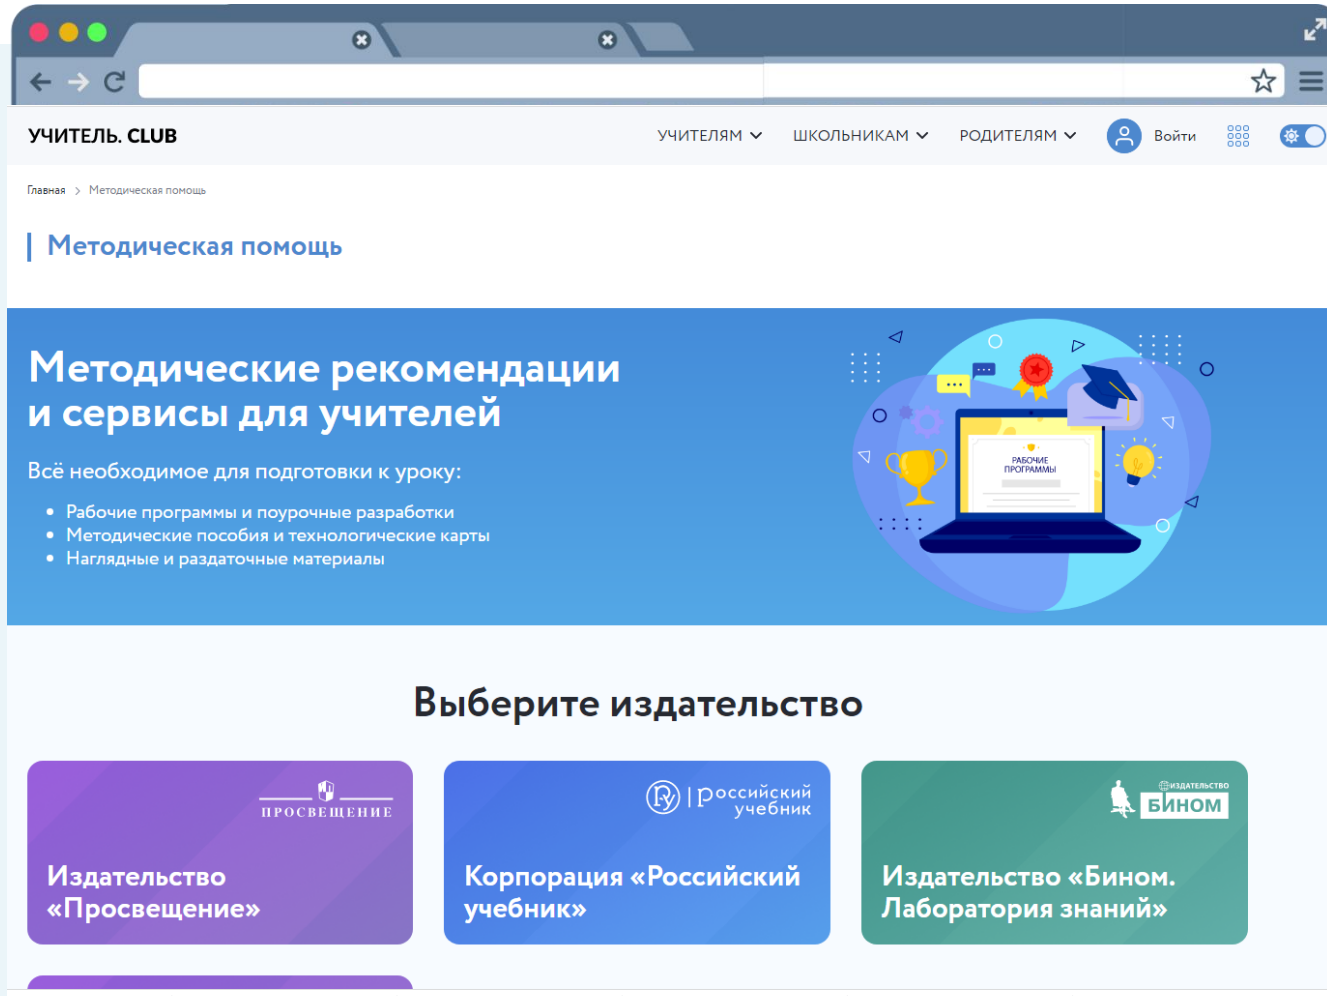 УЧИТЕЛЬ. CLUB
УЧИТЕЛЯМ
ШКОЛЬНИКАМ
РОДИТЕЛЯМ
Войти
Главная > Методическая помощь
Методическая помощь
Методические рекомендации
и сервисы для учителей
Всё необходимое для подготовки к уроку:
• Рабочие программы и поурочные разработки
• Методические пособия и технологические карты
• Наглядные и раздаточные материалы
РАБОЧИЕ
ПРОГРАММЫ
Выберите издательство
ПРОСВЕЩЕНИЕ
Издательство
«Просвещение»
российский
учебник
Корпорация «Российский
учебник»
ИЗДАТЕЛЬСТВО
БИНОМ
Издательство «Бином.
Лаборатория знаний»